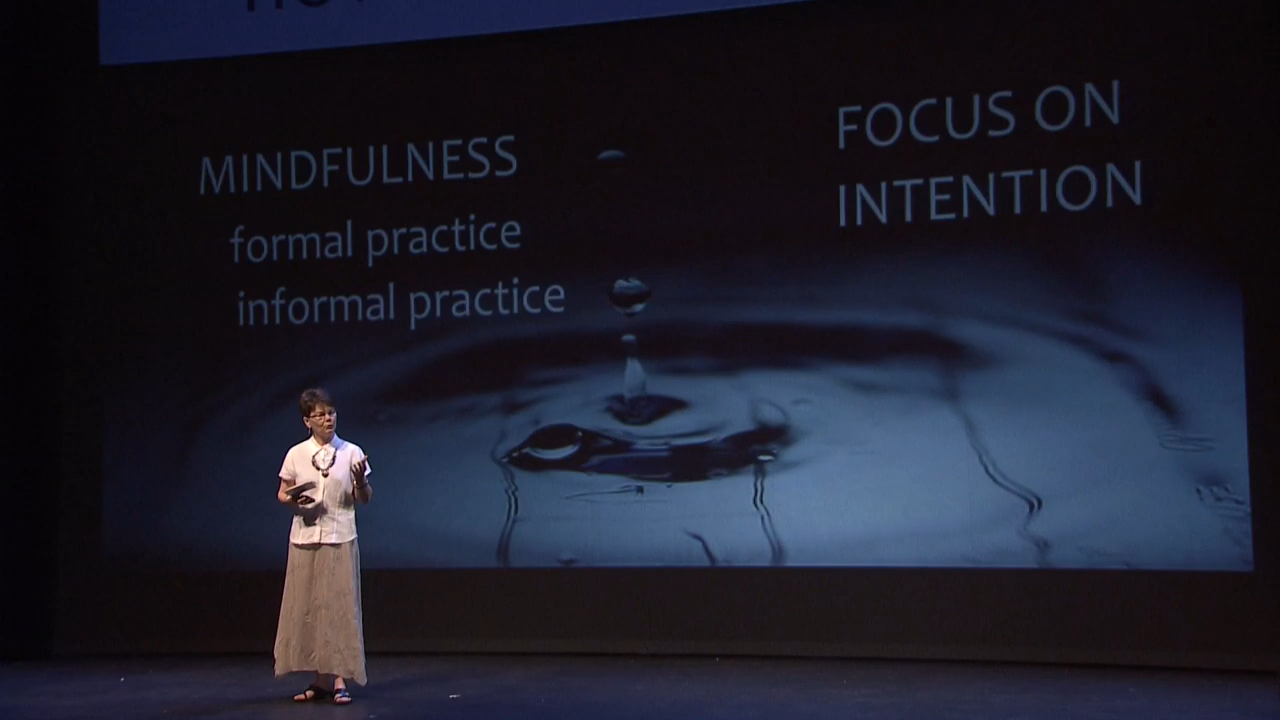 MINDFULNESS
formal practice
informal practice
FOCUS ON
INTENTION